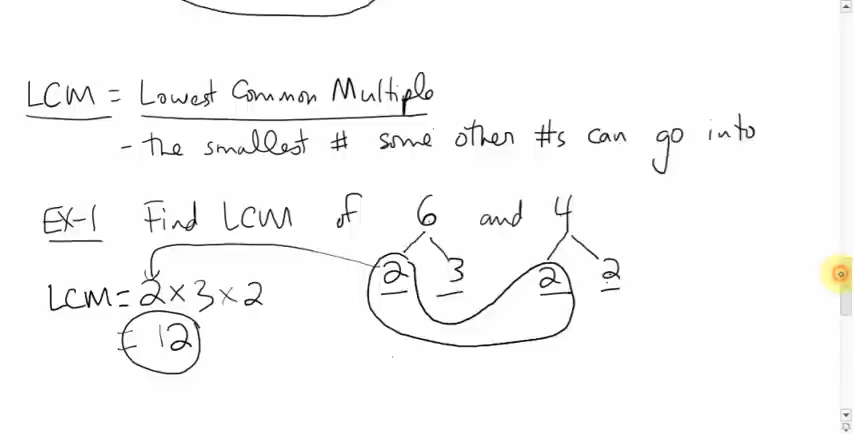 LCM = Lowest Common Multiple
- the smallest # some other #s can go into
EX-1 Find LCM of 6 and 4
2 3 2 2
LCM = 2 × 3 × 2
= 12